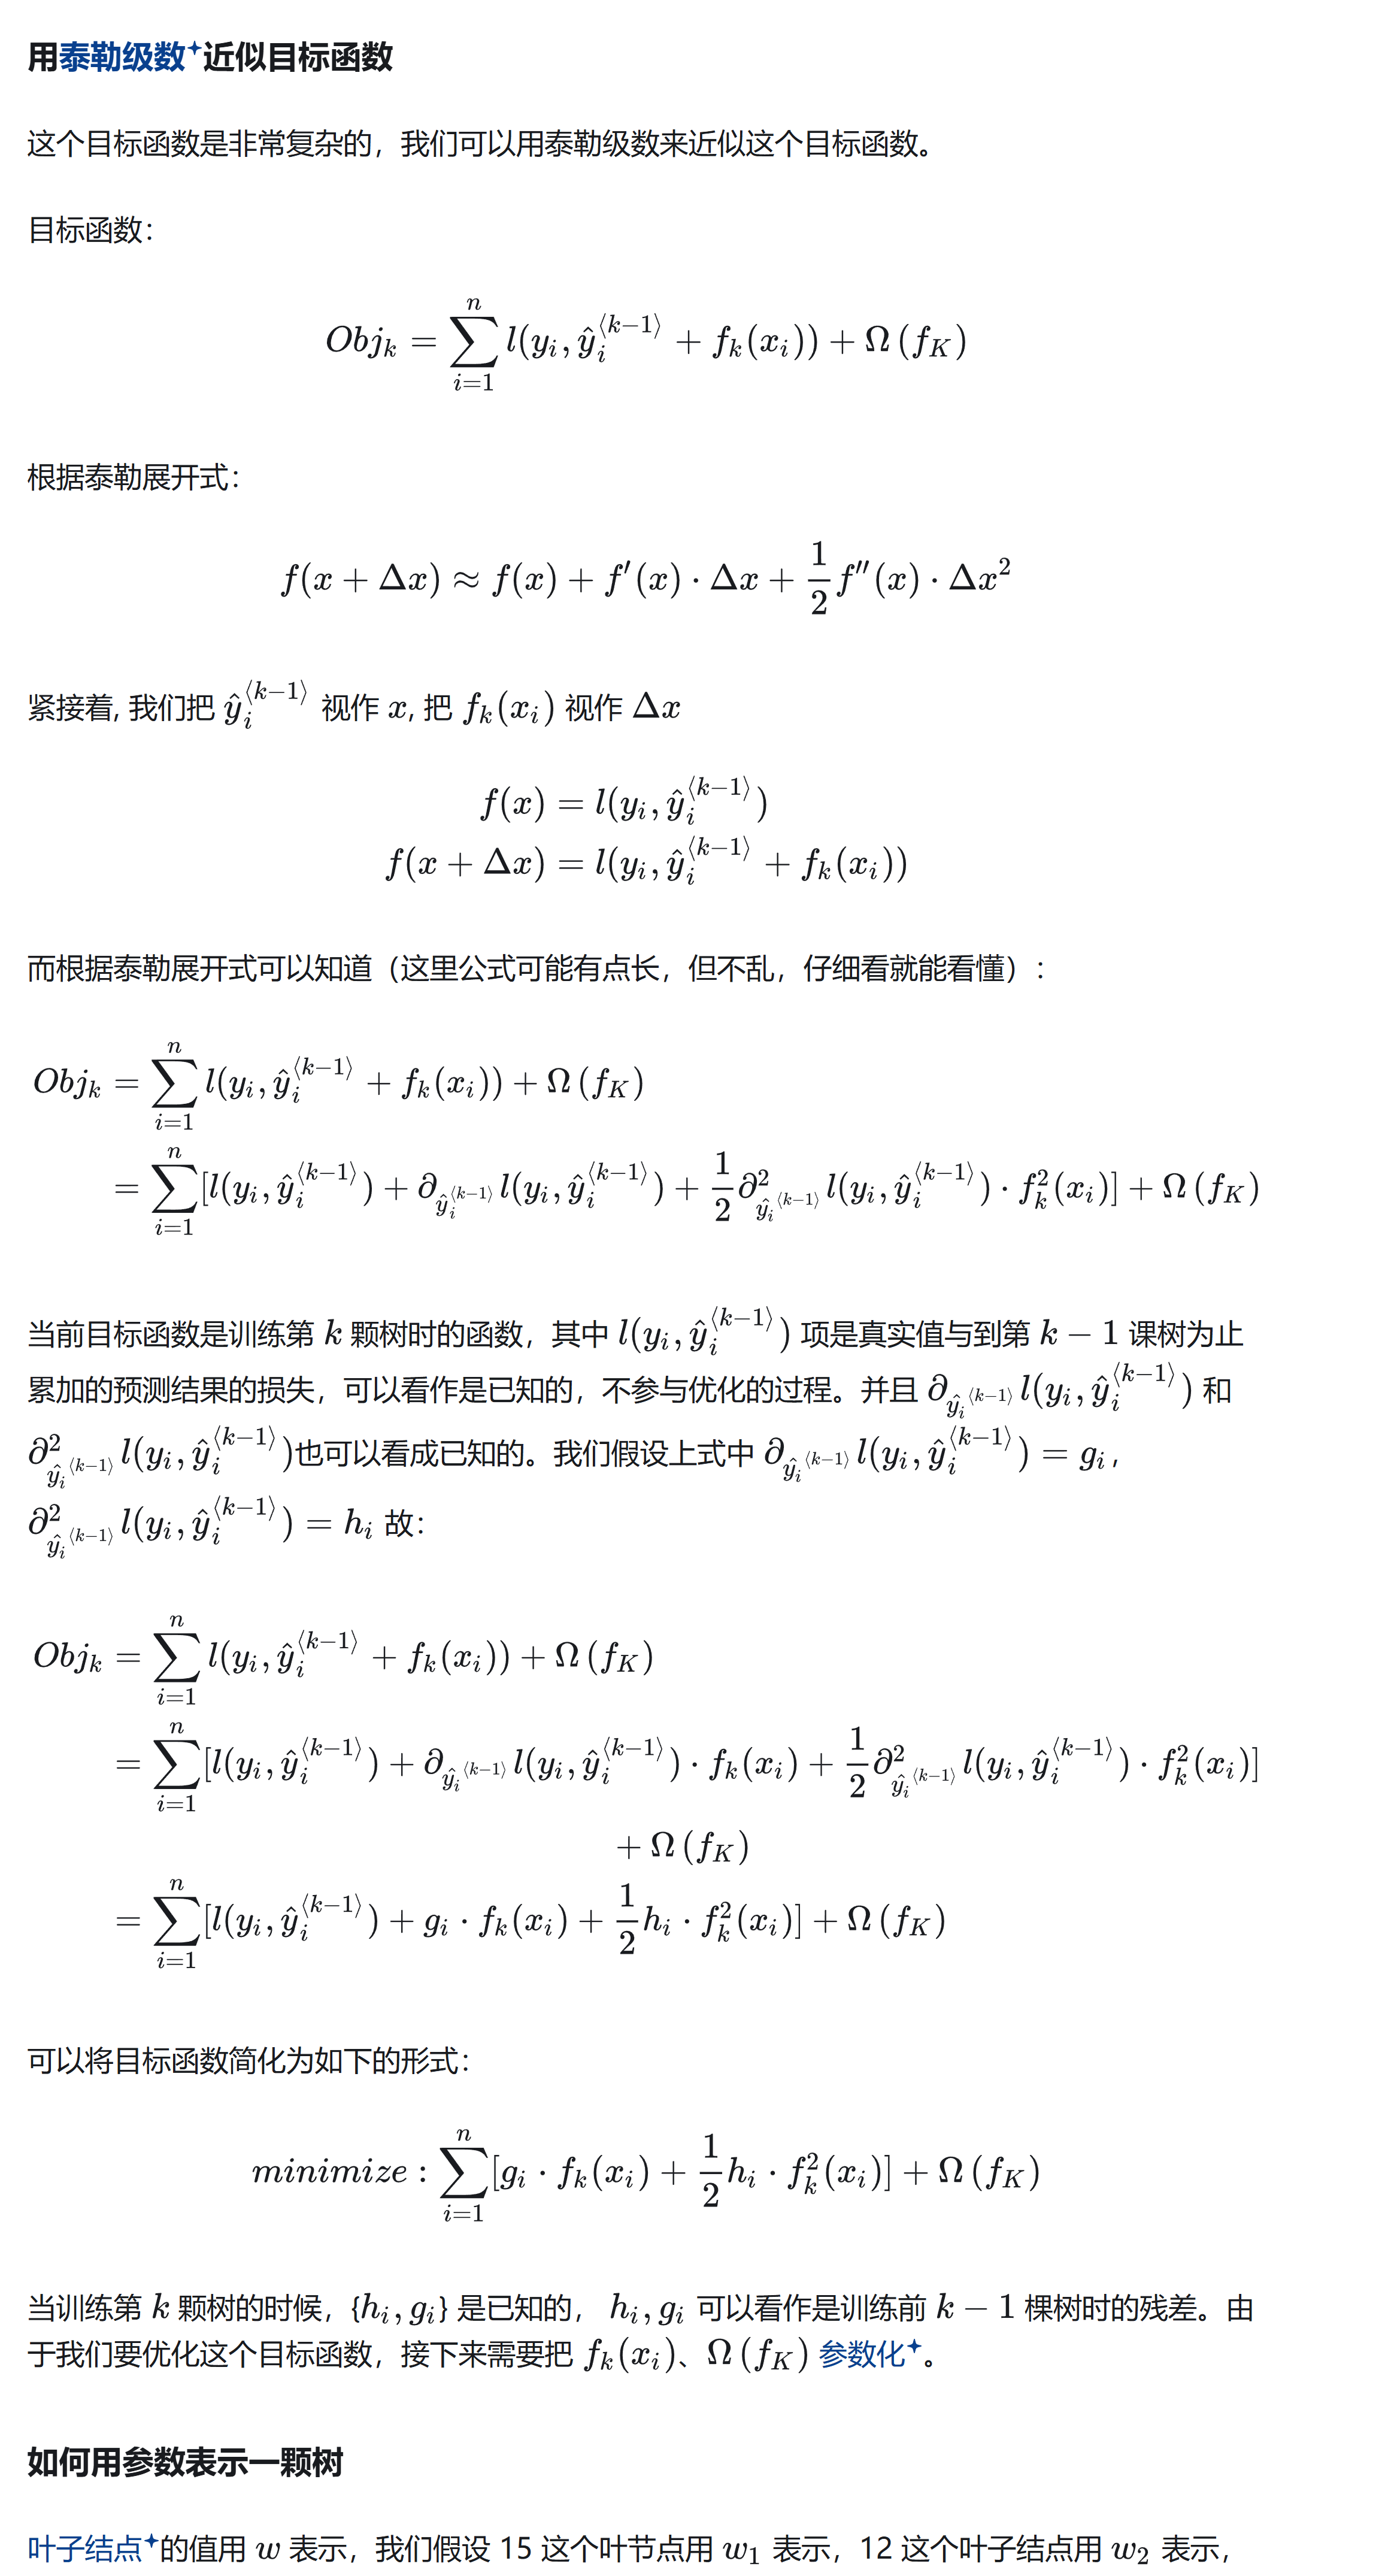 用泰勒级数近似目标函数
这个目标函数是非常复杂的，我们可以用泰勒级数来近似这个目标函数。
目标函数：
$Obj_k = \sum_{i=1}^{n} l(y_i, \hat{y}_i^{\langle k-1 \rangle} + f_k(x_i)) + \Omega(f_K)$
根据泰勒展开式：
$f(x + \Delta x) \approx f(x) + f'(x) \cdot \Delta x + \frac{1}{2} f''(x) \cdot \Delta x^2$
紧接着, 我们把 $\hat{y}_i^{\langle k-1 \rangle}$ 视作 $x$, 把 $f_k(x_i)$ 视作 $\Delta x$
$f(x) = l(y_i, \hat{y}_i^{\langle k-1 \rangle})$
$f(x + \Delta x) = l(y_i, \hat{y}_i^{\langle k-1 \rangle} + f_k(x_i))$
而根据泰勒展开式可以知道（这里公式可能有点长，但不乱，仔细看就能看懂）：
$Obj_k = \sum_{i=1}^{n} l(y_i, \hat{y}_i^{\langle k-1 \rangle} + f_k(x_i)) + \Omega(f_K)$
$= \sum_{i=1}^{n} [l(y_i, \hat{y}_i^{\langle k-1 \rangle}) + \partial_{\hat{y}_i^{\langle k-1 \rangle}} l(y_i, \hat{y}_i^{\langle k-1 \rangle}) + \frac{1}{2} \partial^2_{\hat{y_i}^{\langle k-1 \rangle}} l(y_i, \hat{y}_i^{\langle k-1 \rangle}) \cdot f_k^2(x_i)] + \Omega(f_K)$
当前目标函数是训练第 $k$ 颗树时的函数，其中 $l(y_i, \hat{y}_i^{\langle k-1 \rangle})$ 项是真实值与到第 $k-1$ 课树为止
累加的预测结果的损失，可以看作是已知的，不参与优化的过程。并且 $\partial_{\hat{y_i}^{\langle k-1 \rangle}} l(y_i, \hat{y}_i^{\langle k-1 \rangle})$ 和
$\partial^2_{\hat{y_i}^{\langle k-1 \rangle}} l(y_i, \hat{y}_i^{\langle k-1 \rangle})$也可以看成已知的。我们假设上式中 $\partial_{\hat{y_i}^{\langle k-1 \rangle}} l(y_i, \hat{y}_i^{\langle k-1 \rangle}) = g_i$，
$\partial^2_{\hat{y_i}^{\langle k-1 \rangle}} l(y_i, \hat{y}_i^{\langle k-1 \rangle}) = h_i$ 故：
$Obj_k = \sum_{i=1}^{n} l(y_i, \hat{y}_i^{\langle k-1 \rangle} + f_k(x_i)) + \Omega(f_K)$
$= \sum_{i=1}^{n} [l(y_i, \hat{y}_i^{\langle k-1 \rangle}) + \partial_{\hat{y_i}^{\langle k-1 \rangle}} l(y_i, \hat{y}_i^{\langle k-1 \rangle}) \cdot f_k(x_i) + \frac{1}{2} \partial^2_{\hat{y_i}^{\langle k-1 \rangle}} l(y_i, \hat{y}_i^{\langle k-1 \rangle}) \cdot f_k^2(x_i)]$
$+ \Omega(f_K)$
$= \sum_{i=1}^{n} [l(y_i, \hat{y}_i^{\langle k-1 \rangle}) + g_i \cdot f_k(x_i) + \frac{1}{2} h_i \cdot f_k^2(x_i)] + \Omega(f_K)$
可以将目标函数简化为如下的形式：
$minimize: \sum_{i=1}^{n} [g_i \cdot f_k(x_i) + \frac{1}{2} h_i \cdot f_k^2(x_i)] + \Omega(f_K)$
当训练第 $k$ 颗树的时候，{$h_i, g_i$} 是已知的， $h_i, g_i$ 可以看作是训练前 $k-1$ 棵树时的残差。由
于我们要优化这个目标函数，接下来需要把 $f_k(x_i)$、$\Omega(f_K)$ 参数化。
如何用参数表示一颗树
叶子结点的值用 $w$ 表示，我们假设 15 这个叶节点用 $w_1$ 表示，12 这个叶子结点用 $w_2$ 表示，